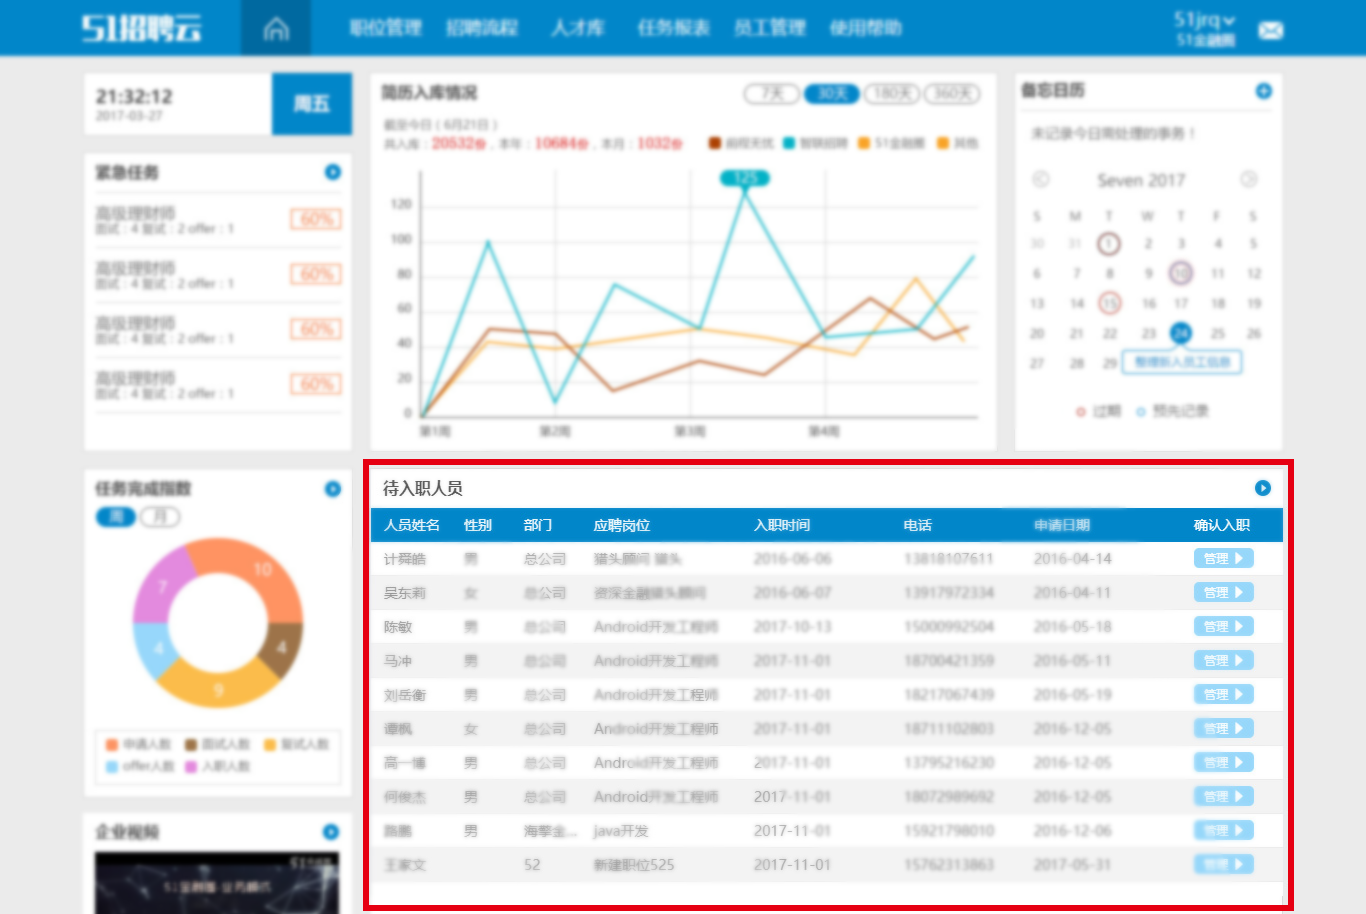 51招聘云
职位管理 招聘流程 人才库 任务报表 员工管理 使用帮助
51jrq
51金融圈
21:32:12
2017-03-27
周五
紧急任务
高级理财师
面试：4 复试：2 offer：1
60%
高级理财师
面试：4 复试：2 offer：1
60%
高级理财师
面试：4 复试：2 offer：1
60%
高级理财师
面试：4 复试：2 offer：1
60%
简历入库情况
7天 30天 180天 360天
截至今日（6月21日）
共入库：20532份，本年：10684份，本月：1032份
前程无忧 智联招聘 51金融圈 其他
125
120
100
80
60
40
20
0
第1周 第2周 第3周 第4周
备忘日历
未记录今日需处理的事务！
Seven 2017
S M T W T F S
30 31 1 2 3 4 5
6 7 8 9 10 11 12
13 14 15 16 17 18 19
20 21 22 23 24 25 26
27 28 29
整理新入员工信息
过期 预先记录
任务完成指数
周 月
10
7
4
4
9
申请人数 面试人数 复试人数
offer人数 入职人数
企业视频
待入职人员
人员姓名 性别 部门 应聘岗位 入职时间 电话 申请日期 确认入职
计舜皓 男 总公司 猎头顾问 猎头 2016-06-06 13818107611 2016-04-14 管理
吴东莉 女 总公司 资深金融猎头顾问 2016-06-07 13917972334 2016-04-11 管理
陈敏 男 总公司 Android开发工程师 2017-10-13 15000992504 2016-05-18 管理
马冲 男 总公司 Android开发工程师 2017-11-01 18700421359 2016-05-11 管理
刘岳衡 男 总公司 Android开发工程师 2017-11-01 18217067439 2016-05-19 管理
谭枫 女 总公司 Android开发工程师 2017-11-01 18711102803 2016-12-05 管理
高一博 男 总公司 Android开发工程师 2017-11-01 13795216230 2016-12-05 管理
何俊杰 男 总公司 Android开发工程师 2017-11-01 18072989692 2016-12-05 管理
路鹏 男 海擎金... java开发 2017-11-01 15921798010 2016-12-06 管理
王家文 52 新建职位525 2017-11-01 15762313863 2017-05-31 管理